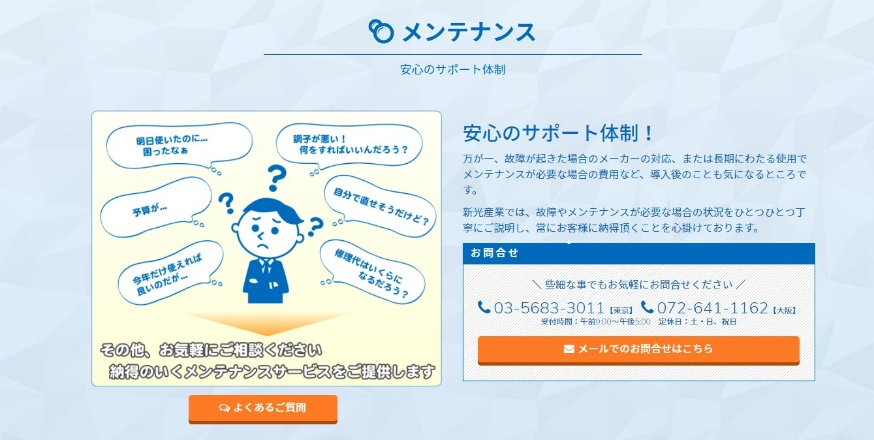 メンテナンス
安心のサポート体制
明日使いたのに…
困ったなぁ
調子が悪い！
何をすればいいんだろう？
予算が…
自分で直せそうだけど？
今年だけ使えれば
良いのだが…
修理代はいくらに
なるだろう？
その他、お気軽にご相談ください
納得のいくメンテナンスサービスをご提供します
よくあるご質問
安心のサポート体制！
万が一、故障が起きた場合のメーカーの対応、または長期にわたる使用で
メンテナンスが必要な場合の費用など、導入後のことも気になるところで
す。
新光産業では、故障やメンテナンスが必要な場合の状況をひとつひとつ丁
寧にご説明し、常にお客様に納得頂くことを心掛けております。
お問合せ
＼ 些細な事でもお気軽にお問合せください ／
03-5683-3011【東京】 072-641-1162【大阪】
受付時間：午前9:00〜午後5:00 定休日：土・日、祝日
メールでのお問合せはこちら